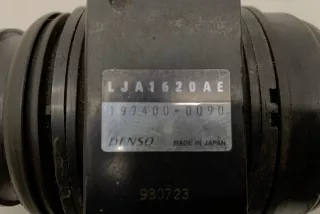 LJA1620AE
197400-0090
DENSO MADE IN JAPAN
930723